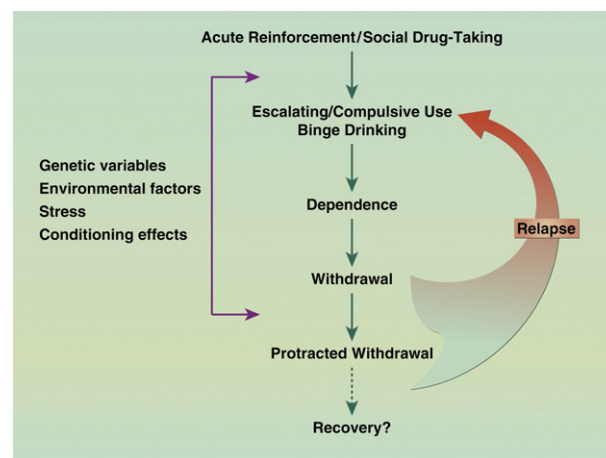 Acute Reinforcement/Social Drug-Taking
Escalating/Compulsive Use
Binge Drinking
Genetic variables
Environmental factors
Stress
Conditioning effects
Dependence
Relapse
Withdrawal
Protracted Withdrawal
Recovery?